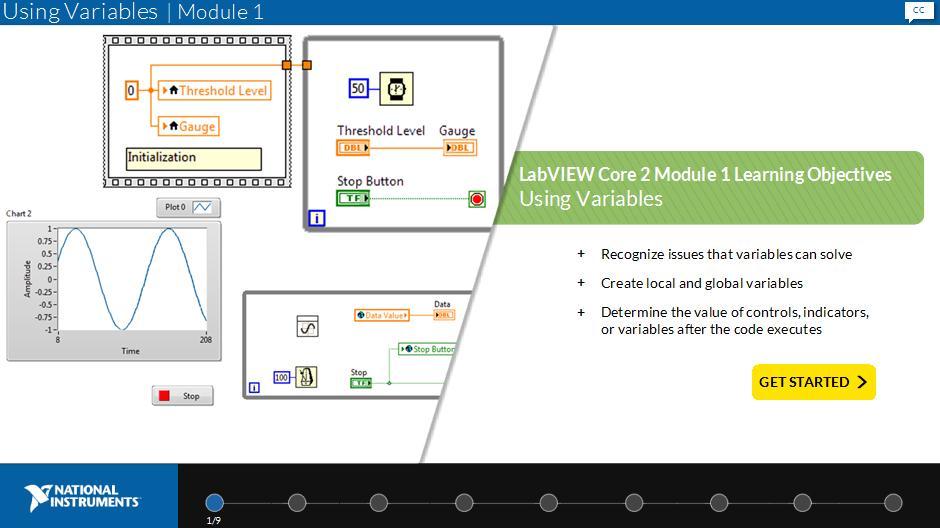 Using Variables | Module 1
CC
0
Threshold Level
Gauge
Initialization
50
Threshold Level
Gauge
DBL
DBL
Stop Button
TF
i
Chart 2
Plot 0
Amplitude
1
0.75
0.5
0.25
0
-0.25
-0.5
-0.75
-1
8
208
Time
Stop
Data Value
Data
DBL
Stop Button
100
Stop
TF
i
LabVIEW Core 2 Module 1 Learning Objectives
Using Variables
+ Recognize issues that variables can solve
+ Create local and global variables
+ Determine the value of controls, indicators,
or variables after the code executes
GET STARTED
NATIONAL
INSTRUMENTS
1/9